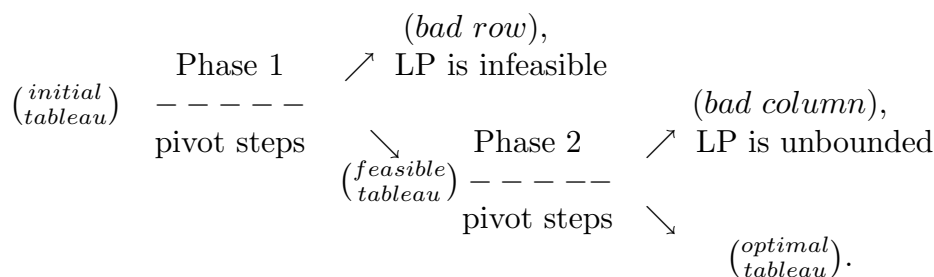 (bad row),
Phase 1 ↗ LP is infeasible
(initial tableau) − − − − − (bad column),
pivot steps ↘ Phase 2 ↗ LP is unbounded
(feasible tableau) − − − − −
pivot steps ↘
(optimal tableau).